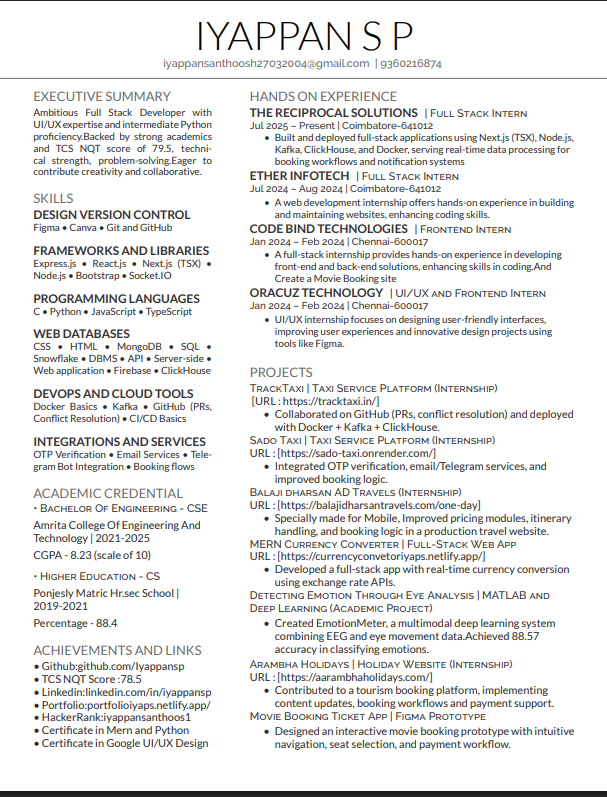 IYAPPAN S P
iyappansanthoosh27032004@gmail.com | 9360216874
EXECUTIVE SUMMARY
Ambitious Full Stack Developer with
UI/UX expertise and intermediate Python
proficiency.Backed by strong academics
and TCS NQT score of 79.5, techni-
cal strength, problem-solving.Eager to
contribute creativity and collaborative.
SKILLS
DESIGN VERSION CONTROL
Figma • Canva • Git and GitHub
FRAMEWORKS AND LIBRARIES
Express.js • React.js • Next.js (TSX) •
Node.js • Bootstrap • Socket.IO
PROGRAMMING LANGUAGES
C • Python • JavaScript • TypeScript
WEB DATABASES
CSS • HTML • MongoDB • SQL •
Snowflake • DBMS • API • Server-side •
Web application • Firebase • ClickHouse
DEVOPS AND CLOUD TOOLS
Docker Basics • Kafka • GitHub (PRs,
Conflict Resolution) • CI/CD Basics
INTEGRATIONS AND SERVICES
OTP Verification • Email Services • Tele-
gram Bot Integration • Booking flows
ACADEMIC CREDENTIAL
• BACHELOR OF ENGINEERING - CSE
Amrita College Of Engineering And
Technology | 2021-2025
CGPA - 8.23 (scale of 10)
• HIGHER EDUCATION - CS
Ponjesly Matric Hr.sec School |
2019-2021
Percentage - 88.4
ACHIEVEMENTS AND LINKS
• Github:github.com/Iyappansp
• TCS NQT Score :78.5
• Linkedin:linkedin.com/in/iyappansp
• Portfolio:portfolioiyaps.netlify.app/
• HackerRank:iyappansanthoos1
• Certificate in Mern and Python
• Certificate in Google UI/UX Design
HANDS ON EXPERIENCE
THE RECIPROCAL SOLUTIONS | FULL STACK INTERN
Jul 2025 – Present | Coimbatore-641012
• Built and deployed full-stack applications using Next.js (TSX), Node.js,
Kafka, ClickHouse, and Docker, serving real-time data processing for
booking workflows and notification systems
ETHER INFOTECH | FULL STACK INTERN
Jul 2024 – Aug 2024 | Coimbatore-641012
• A web development internship offers hands-on experience in building
and maintaining websites, enhancing coding skills.
CODE BIND TECHNOLOGIES | FRONTEND INTERN
Jan 2024 – Feb 2024 | Chennai-600017
• A full-stack internship provides hands-on experience in developing
front-end and back-end solutions, enhancing skills in coding.And
Create a Movie Booking site
ORACUZ TECHNOLOGY | UI/UX AND FRONTEND INTERN
Jan 2024 – Feb 2024 | Chennai-600017
• UI/UX internship focuses on designing user-friendly interfaces,
improving user experiences and innovative design projects using
tools like Figma.
PROJECTS
TRACKTAXI | TAXI SERVICE PLATFORM (INTERNSHIP)
[URL : https://tracktaxi.in/]
• Collaborated on GitHub (PRs, conflict resolution) and deployed
with Docker + Kafka + ClickHouse.
SADO TAXI | TAXI SERVICE PLATFORM (INTERNSHIP)
URL : [https://sado-taxi.onrender.com/]
• Integrated OTP verification, email/Telegram services, and
improved booking logic.
BALAJI DHARSAN AD TRAVELS (INTERNSHIP)
URL : [https://balajidharsantravels.com/one-day]
• Specially made for Mobile, Improved pricing modules, itinerary
handling, and booking logic in a production travel website.
MERN CURRENCY CONVERTER | FULL-STACK WEB APP
URL : [https://currencyconvetoriyaps.netlify.app/]
• Developed a full-stack app with real-time currency conversion
using exchange rate APIs.
DETECTING EMOTION THROUGH EYE ANALYSIS | MATLAB AND
DEEP LEARNING (ACADEMIC PROJECT)
• Created EmotionMeter, a multimodal deep learning system
combining EEG and eye movement data.Achieved 88.57
accuracy in classifying emotions.
ARAMBHA HOLIDAYS | HOLIDAY WEBSITE (INTERNSHIP)
URL : [https://aarambhaholidays.com/]
• Contributed to a tourism booking platform, implementing
content updates, booking workflows and payment support.
MOVIE BOOKING TICKET APP | FIGMA PROTOTYPE
• Designed an interactive movie booking prototype with intuitive
navigation, seat selection, and payment workflow.